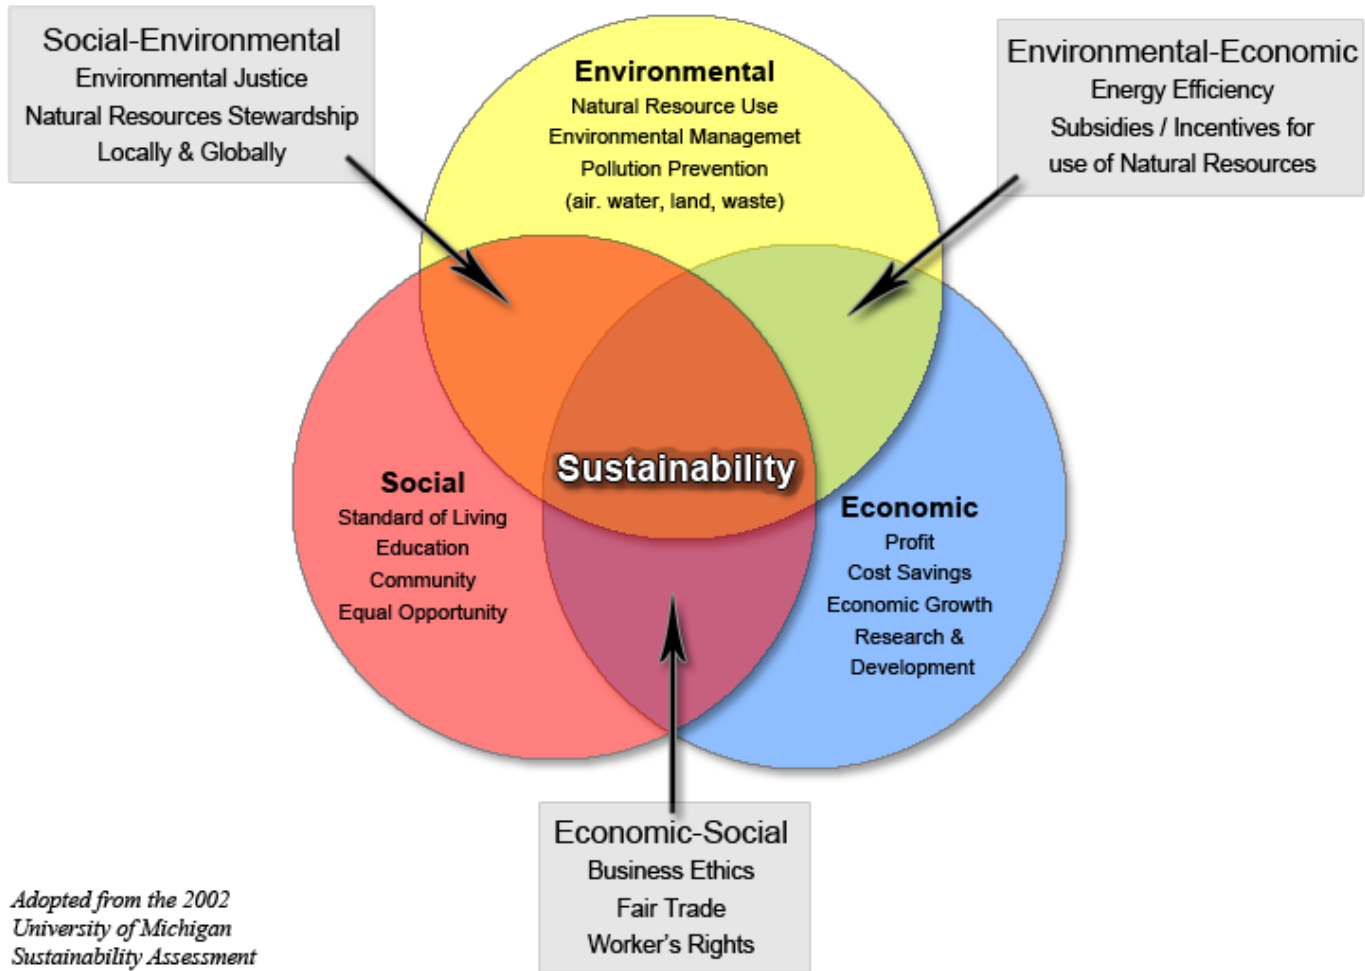 Social-Environmental
Environmental Justice
Natural Resources Stewardship
Locally & Globally
Environmental
Natural Resource Use
Environmental Managemet
Pollution Prevention
(air. water, land, waste)
Environmental-Economic
Energy Efficiency
Subsidies / Incentives for
use of Natural Resources
Sustainability
Social
Standard of Living
Education
Community
Equal Opportunity
Economic
Profit
Cost Savings
Economic Growth
Research &
Development
Economic-Social
Business Ethics
Fair Trade
Worker's Rights
Adopted from the 2002
University of Michigan
Sustainability Assessment